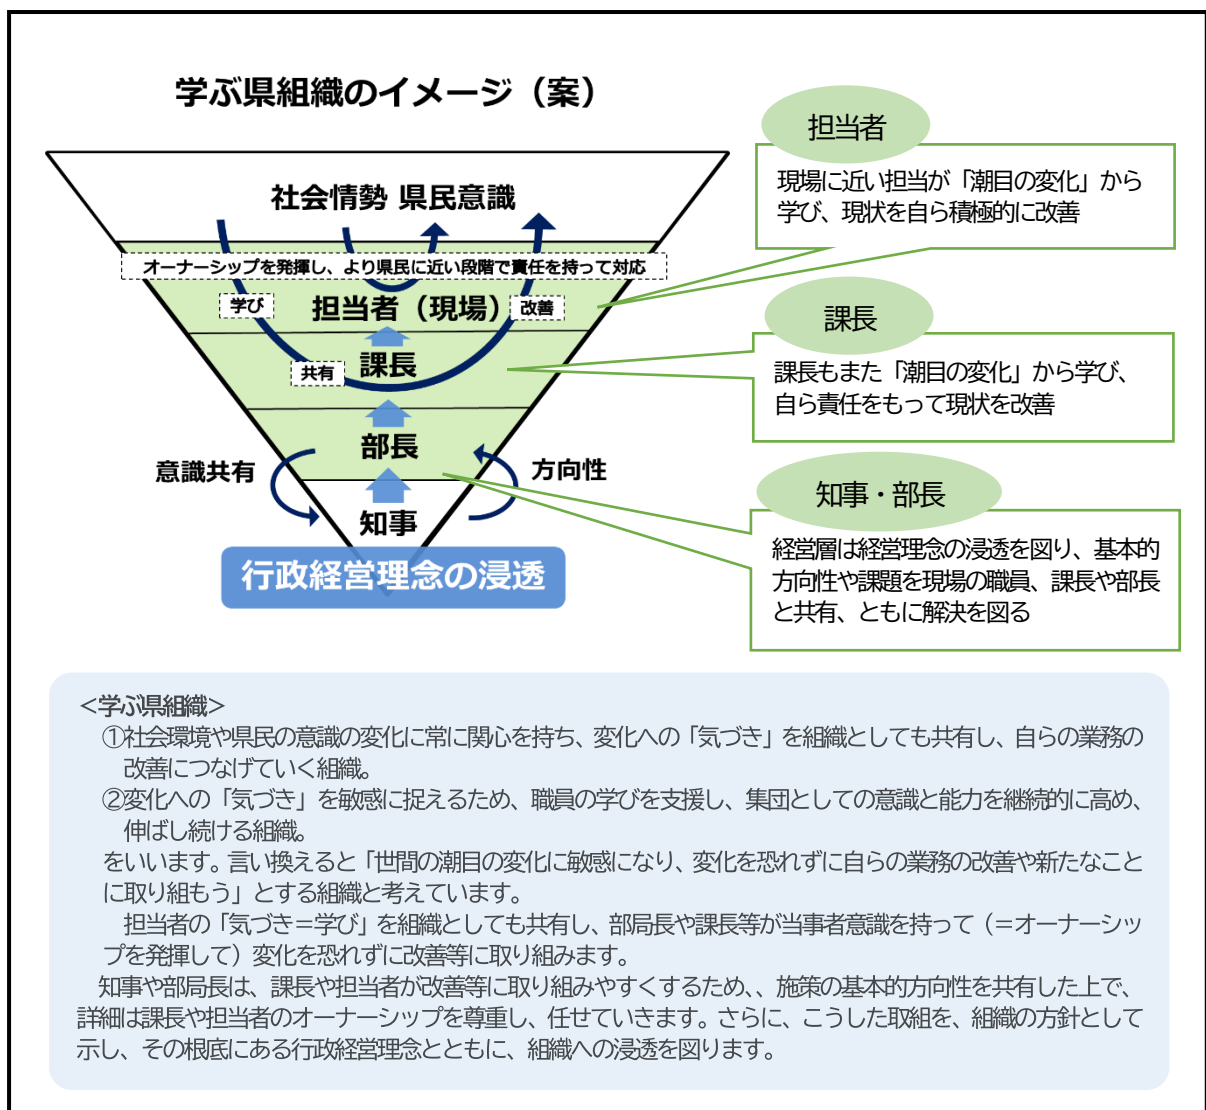 学ぶ県組織のイメージ（案）
社会情勢 県民意識
オーナーシップを発揮し、より県民に近い段階で責任を持って対応
学び
担当者（現場）
改善
共有
課長
部長
意識共有
方向性
知事
行政経営理念の浸透
担当者
現場に近い担当が「潮目の変化」から
学び、現状を自ら積極的に改善
課長
課長もまた「潮目の変化」から学び、
自ら責任をもって現状を改善
知事・部長
経営層は経営理念の浸透を図り、基本的
方向性や課題を現場の職員、課長や部長
と共有、ともに解決を図る
＜学ぶ県組織＞
①社会環境や県民の意識の変化に常に関心を持ち、変化への「気づき」を組織としても共有し、自らの業務の
改善につなげていく組織。
②変化への「気づき」を敏感に捉えるため、職員の学びを支援し、集団としての意識と能力を継続的に高め、
伸ばし続ける組織。
をいいます。言い換えると「世間の潮目の変化に敏感になり、変化を恐れずに自らの業務の改善や新たなこと
に取り組もう」とする組織と考えています。
担当者の「気づき＝学び」を組織としても共有し、部局長や課長等が当事者意識を持って（＝オーナーシッ
プを発揮して）変化を恐れずに改善等に取り組みます。
知事や部局長は、課長や担当者が改善等に取り組みやすくするため、、施策の基本的方向性を共有した上で、
詳細は課長や担当者のオーナーシップを尊重し、任せていきます。さらに、こうした取組を、組織の方針として
示し、その根底にある行政経営理念とともに、組織への浸透を図ります。